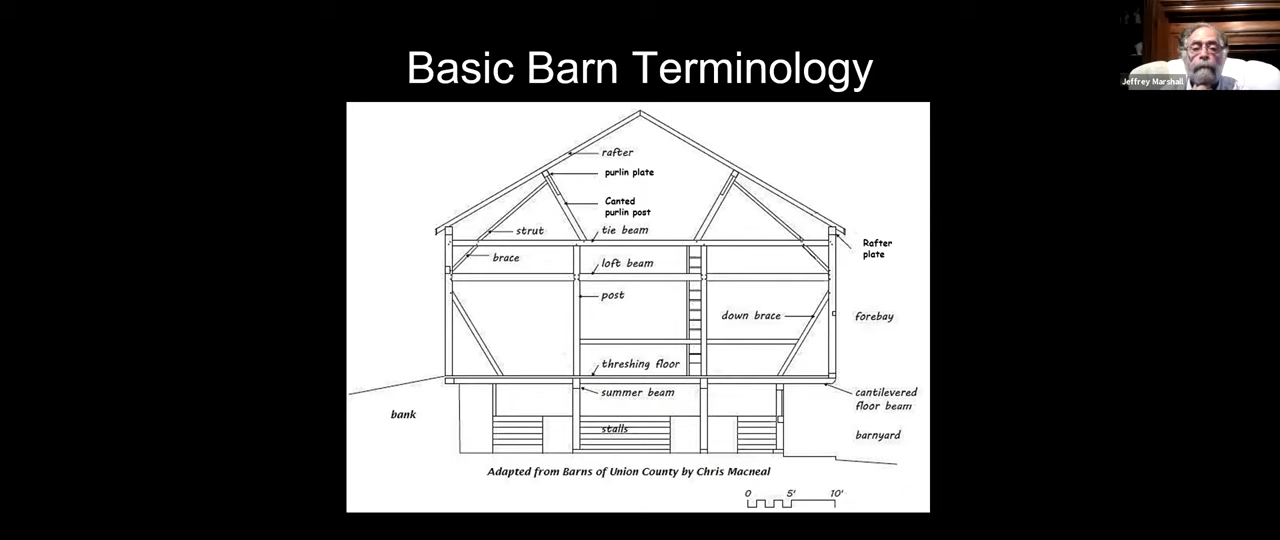 Basic Barn Terminology
Jeffrey Marshall
rafter
purlin plate
Canted
purlin post
strut
tie beam
Rafter
plate
brace
loft beam
post
down brace
forebay
threshing floor
summer beam
cantilevered
floor beam
bank
stalls
barnyard
Adapted from Barns of Union County by Chris Macneal
0 5' 10'